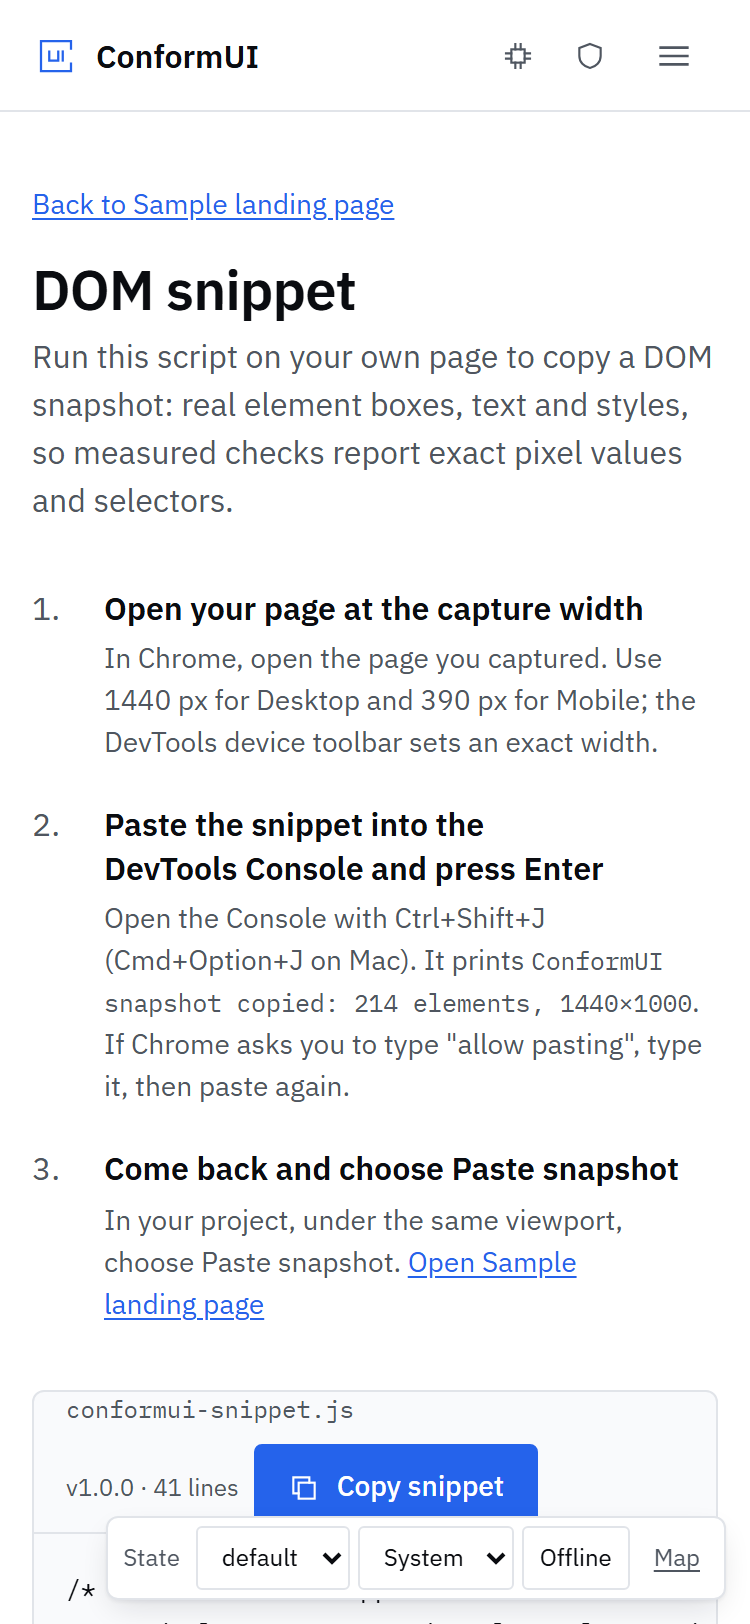 ConformUI
Back to Sample landing page
DOM snippet
Run this script on your own page to copy a DOM
snapshot: real element boxes, text and styles,
so measured checks report exact pixel values
and selectors.
1. Open your page at the capture width
In Chrome, open the page you captured. Use
1440 px for Desktop and 390 px for Mobile; the
DevTools device toolbar sets an exact width.
2. Paste the snippet into the
DevTools Console and press Enter
Open the Console with Ctrl+Shift+J
(Cmd+Option+J on Mac). It prints ConformUI
snapshot copied: 214 elements, 1440×1000.
If Chrome asks you to type "allow pasting", type
it, then paste again.
3. Come back and choose Paste snapshot
In your project, under the same viewport,
choose Paste snapshot. Open Sample
landing page
conformui-snippet.js
v1.0.0 · 41 lines Copy snippet
State default System Offline Map
/*